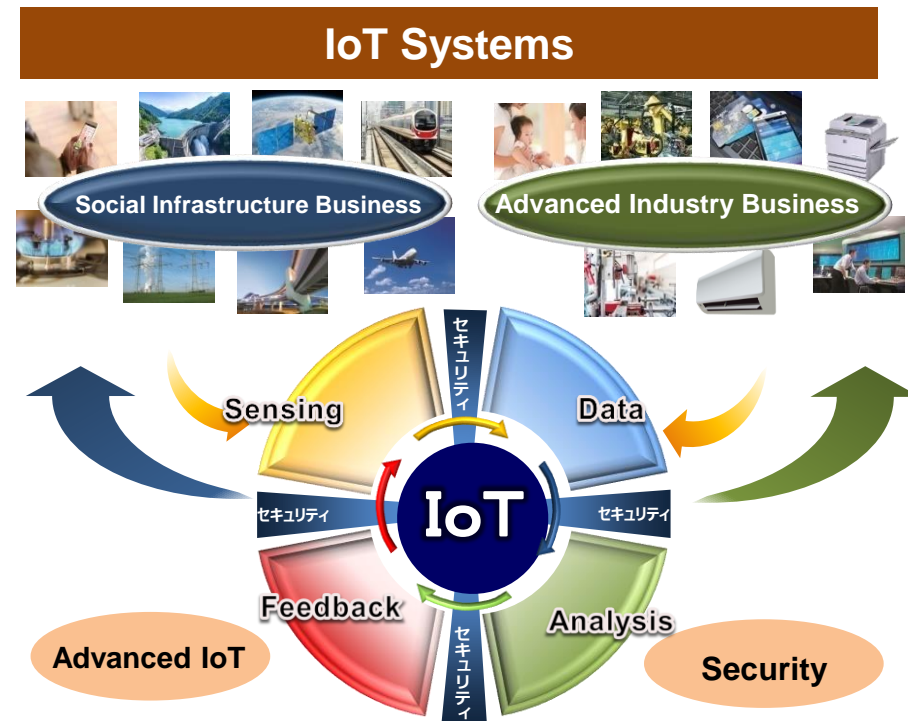 IoT Systems
Social Infrastructure Business
Advanced Industry Business
セキュリティ
Sensing
Data
セキュリティ
IoT
セキュリティ
Feedback
Analysis
セキュリティ
Advanced IoT
Security